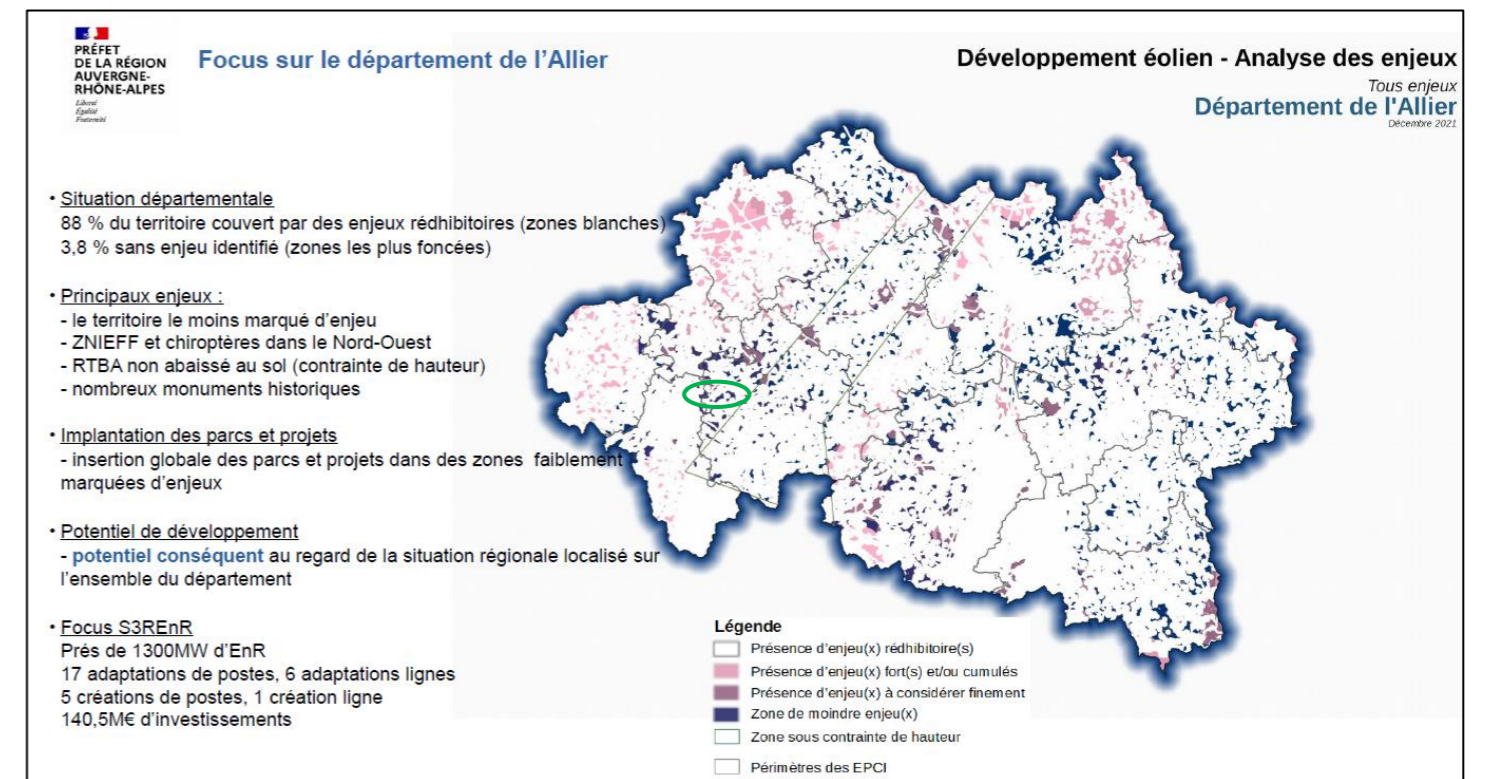 PRÉFET
DE LA RÉGION
AUVERGNE-
RHÔNE-ALPES
Liberté
Égalité
Fraternité
Focus sur le département de l'Allier
Développement éolien - Analyse des enjeux
Tous enjeux
Département de l'Allier
Décembre 2021
• Situation départementale
88 % du territoire couvert par des enjeux rédhibitoires (zones blanches)
3,8 % sans enjeu identifié (zones les plus foncées)
• Principaux enjeux :
- le territoire le moins marqué d'enjeu
- ZNIEFF et chiroptères dans le Nord-Ouest
- RTBA non abaissé au sol (contrainte de hauteur)
- nombreux monuments historiques
• Implantation des parcs et projets
- insertion globale des parcs et projets dans des zones faiblement
marquées d'enjeux
• Potentiel de développement
- potentiel conséquent au regard de la situation régionale localisé sur
l'ensemble du département
• Focus S3REnR
Prés de 1300MW d'EnR
17 adaptations de postes, 6 adaptations lignes
5 créations de postes, 1 création ligne
140,5M€ d'investissements
Légende
Présence d'enjeu(x) rédhibitoire(s)
Présence d'enjeu(x) fort(s) et/ou cumulés
Présence d'enjeu(x) à considérer finement
Zone de moindre enjeu(x)
Zone sous contrainte de hauteur
Périmètres des EPCI